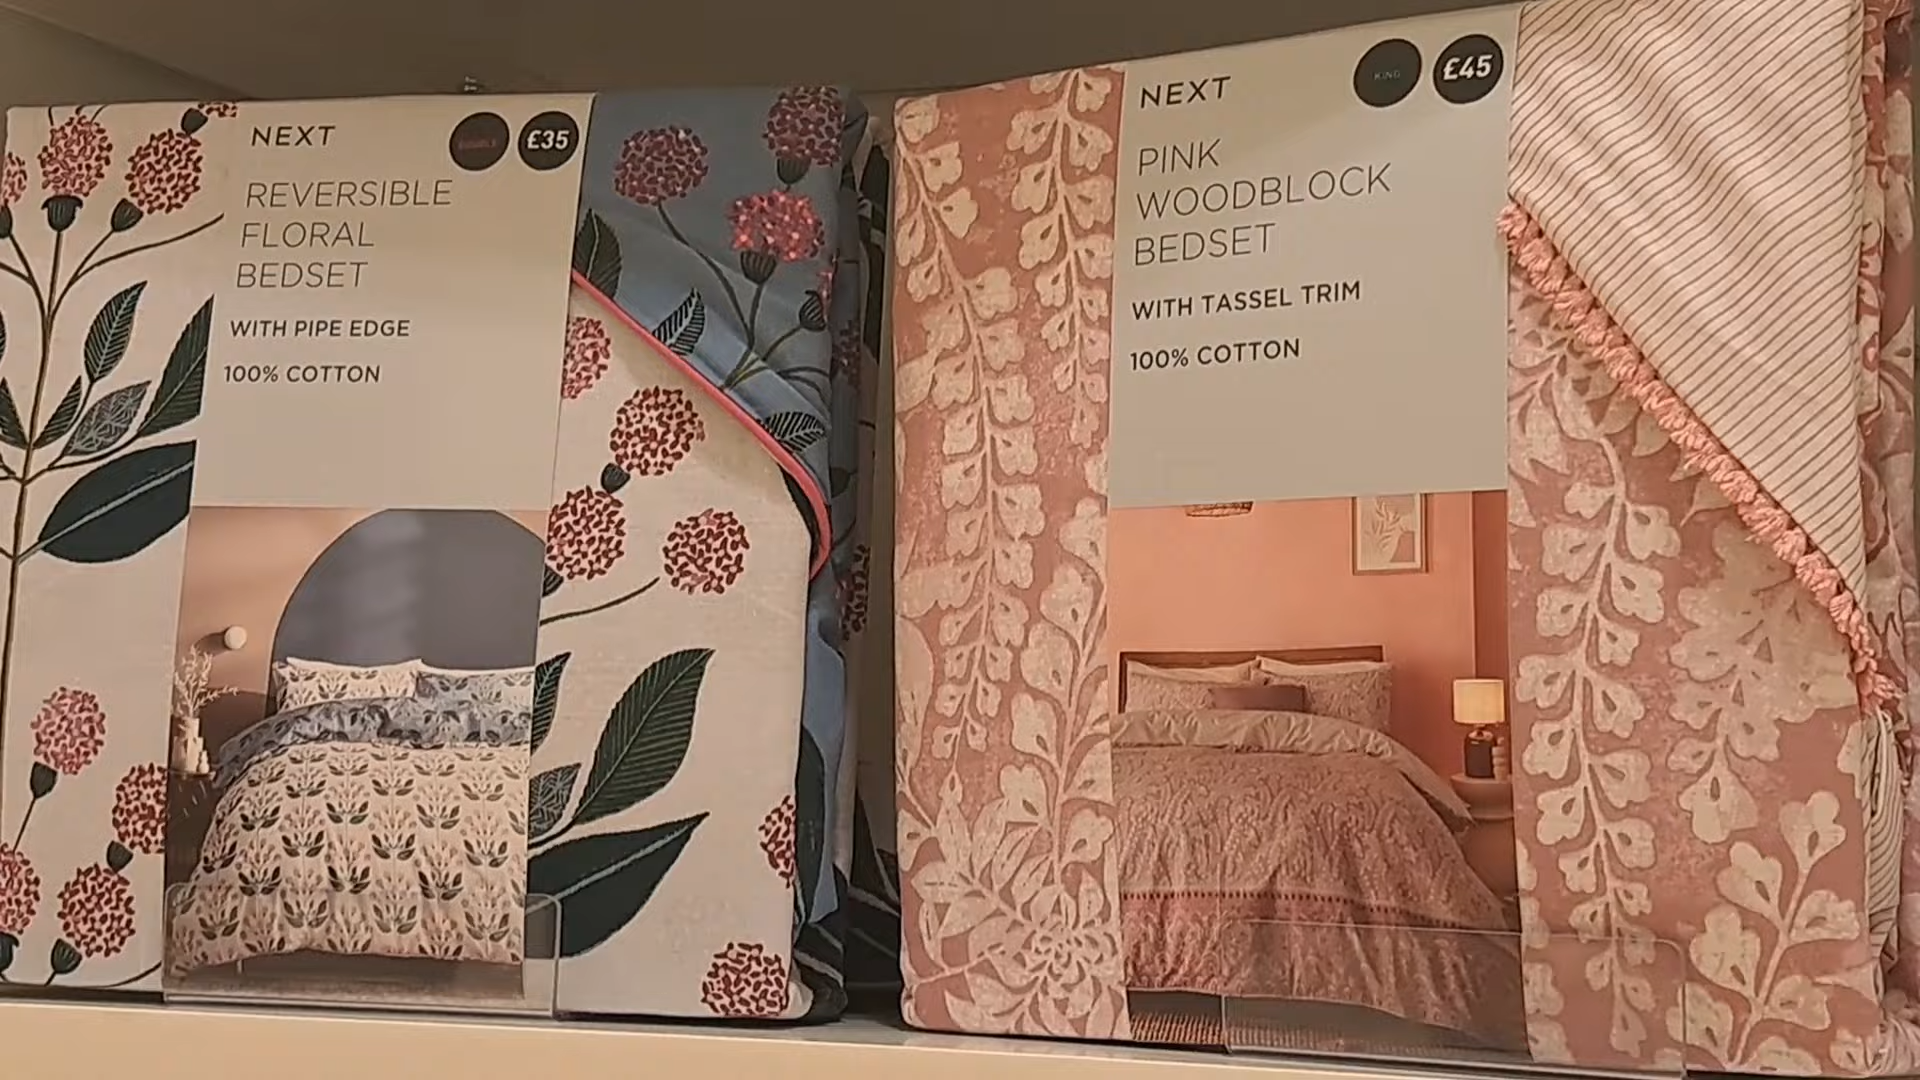 NEXT
£35
REVERSIBLE
FLORAL
BEDSET
WITH PIPE EDGE
100% COTTON
NEXT
KING
£45
PINK
WOODBLOCK
BEDSET
WITH TASSEL TRIM
100% COTTON